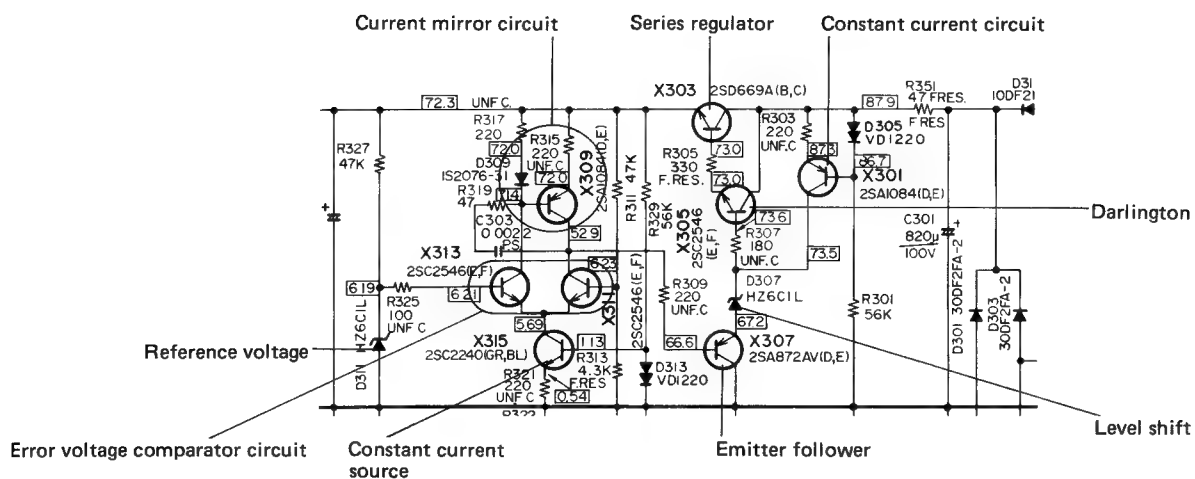 Current mirror circuit
Series regulator
Constant current circuit
X303
2SD669A(B,C)
R351
47 FRES.
F RES
D31
10DF21
72.3
UNF C.
R317
220
87.9
R303
220
UNF.C
D305
VD1220
R327
47K
72.0
R315
220
UNF.C
X309
2SA1084(D,E)
D309
IS2076-31
R319
47
71.4
72.0
R305
330
F.RES.
73.0
73.0
87.3
86.7
X301
2SA1084(D,E)
C303
0.0022
PS
52.9
R311 47K
R329
56K
X305
2SC2546
(E,F)
73.6
R307
180
UNF.C
73.5
C301
820μ
100V
Darlington
X313
2SC2546(E,F)
6.23
X311
2SC2546(E,F)
6.19
R325
100
UNF C
6.21
R309
220
UNF.C
D307
HZ6C1L
R301
56K
D301 30DF2FA-2
D303
30DF2FA-2
5.69
X315
2SC2240(GR,BL)
1.13
R313
4.3K
F.RES
66.6
67.2
X307
2SA872AV(D,E)
Reference voltage
D311 HZ6C1L
R321
220
UNF C
0.54
D313
VD1220
R322
Level shift
Error voltage comparator circuit
Constant current
source
Emitter follower